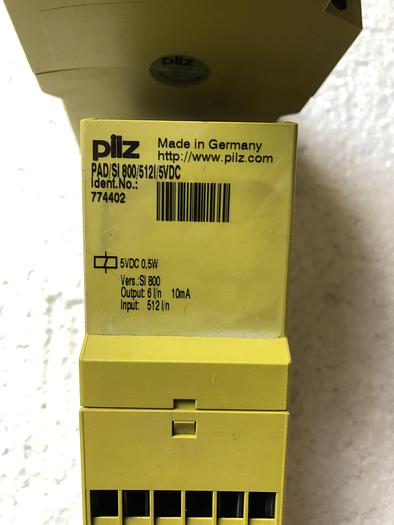 pilz
pilz
Made in Germany
http://www.pilz.com
PAD/SI 800/512I/5VDC
Ident.No.:
774402
5VDC 0,5W
Vers.: SI 800
Output: 6 I/n 10mA
Input: 512 I/n